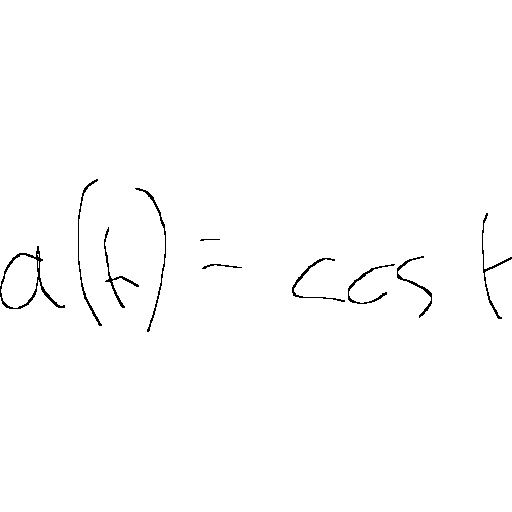 a(t) = cos t